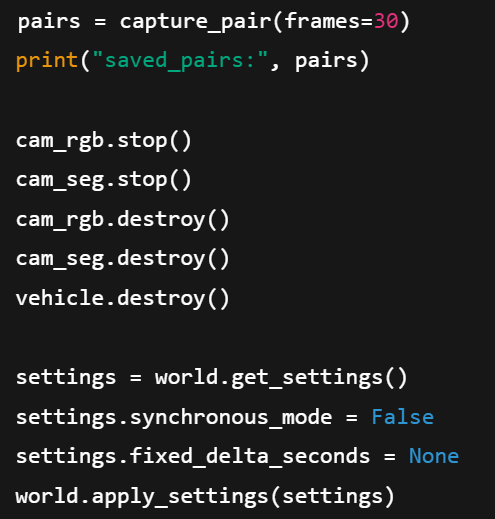 pairs = capture_pair(frames=30)
print("saved_pairs:", pairs)
cam_rgb.stop()
cam_seg.stop()
cam_rgb.destroy()
cam_seg.destroy()
vehicle.destroy()
settings = world.get_settings()
settings.synchronous_mode = False
settings.fixed_delta_seconds = None
world.apply_settings(settings)